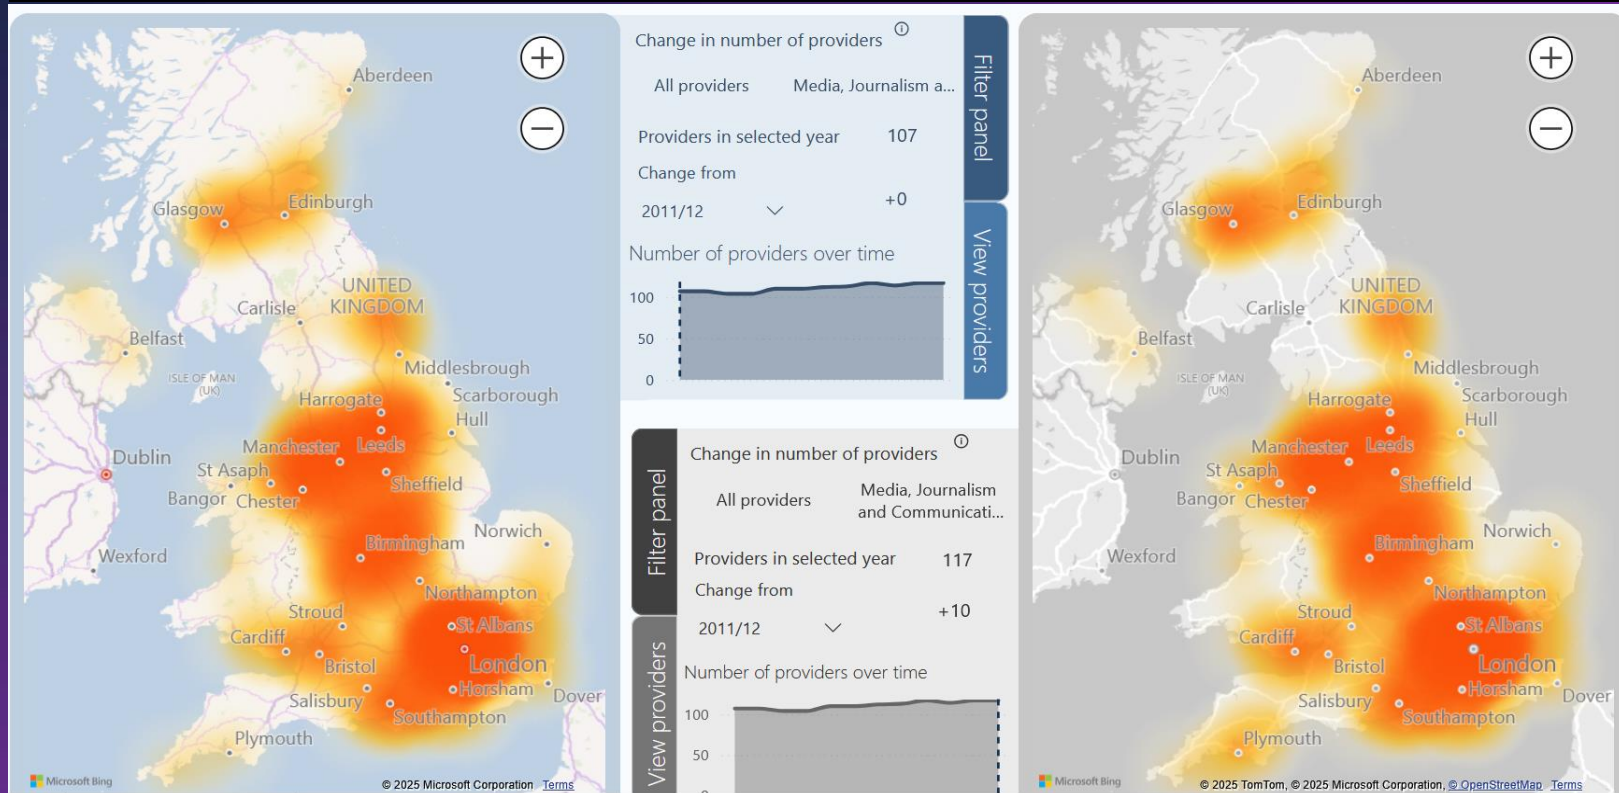 Aberdeen
Glasgow
Edinburgh
UNITED
KINGDOM
Carlisle
Belfast
ISLE OF MAN
(UK)
Middlesbrough
Harrogate
Scarborough
Hull
Manchester
Leeds
Dublin
St Asaph
Sheffield
Bangor
Chester
Norwich
Birmingham
Wexford
Northampton
Stroud
St Albans
Cardiff
Bristol
London
Horsham
Dover
Salisbury
Southampton
Plymouth
Microsoft Bing
© 2025 Microsoft Corporation Terms
Change in number of providers
All providers Media, Journalism a...
Providers in selected year 107
Change from
+0
2011/12
Number of providers over time
100
50
0
Filter panel
View providers
Filter panel
View providers
Change in number of providers
All providers
Media, Journalism
and Communicati...
Providers in selected year 117
Change from
+10
2011/12
Number of providers over time
100
50
Aberdeen
Glasgow
Edinburgh
UNITED
KINGDOM
Carlisle
Belfast
ISLE OF MAN
(UK)
Middlesbrough
Harrogate
Scarborough
Hull
Manchester
Leeds
Dublin
St Asaph
Sheffield
Bangor
Chester
Norwich
Birmingham
Wexford
Northampton
Stroud
St Albans
Cardiff
Bristol
London
Horsham
Dover
Salisbury
Southampton
Plymouth
Microsoft Bing
© 2025 TomTom, © 2025 Microsoft Corporation, © OpenStreetMap Terms